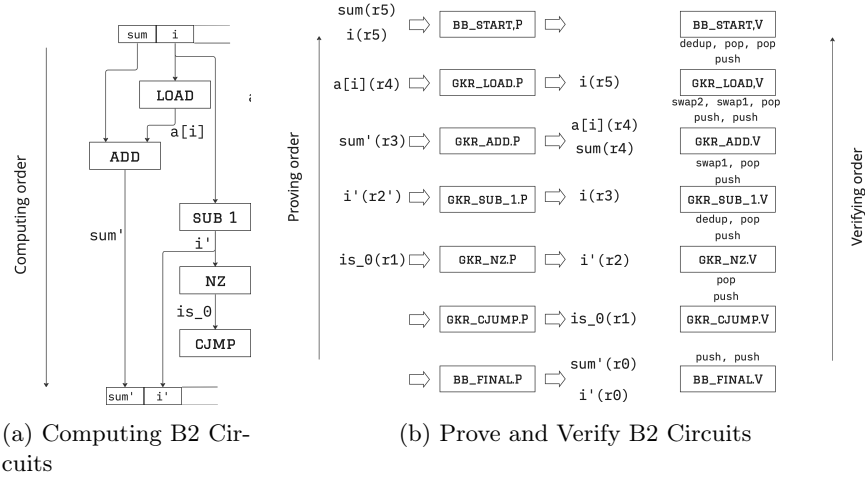 sum i
LOAD
a[i]
ADD
SUB 1
sum'
i'
NZ
is_0
CJMP
sum' i'
Computing order
(a) Computing B2 Cir-
cuits
Proving order
sum(r5)
i(r5)
BB_START,P
BB_START,V
dedup, pop, pop
push
a[i](r4)
GKR_LOAD.P
i(r5)
GKR_LOAD,V
swap2, swap1, pop
push, push
sum'(r3)
GKR_ADD.P
a[i](r4)
sum(r4)
GKR_ADD.V
swap1, pop
push
i'(r2')
GKR_SUB_1.P
i(r3)
GKR_SUB_1.V
dedup, pop
push
is_0(r1)
GKR_NZ.P
i'(r2)
GKR_NZ.V
pop
push
GKR_CJUMP.P
is_0(r1)
GKR_CJUMP.V
push, push
BB_FINAL.P
sum'(r0)
i'(r0)
BB_FINAL.V
Verifying order
(b) Prove and Verify B2 Circuits